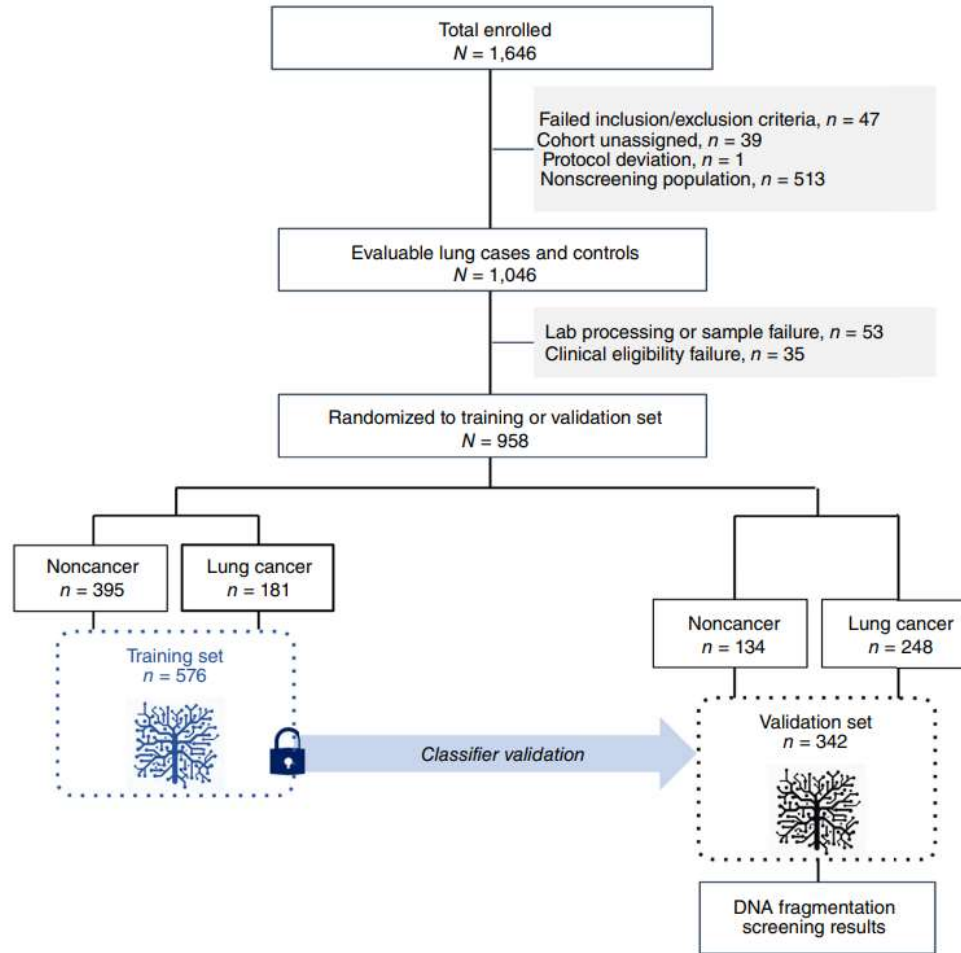 Total enrolled
N = 1,646
Failed inclusion/exclusion criteria, n = 47
Cohort unassigned, n = 39
Protocol deviation, n = 1
Nonscreening population, n = 513
Evaluable lung cases and controls
N = 1,046
Lab processing or sample failure, n = 53
Clinical eligibility failure, n = 35
Randomized to training or validation set
N = 958
Noncancer
n = 395
Lung cancer
n = 181
Noncancer
n = 134
Lung cancer
n = 248
Training set
n = 576
Classifier validation
Validation set
n = 342
DNA fragmentation
screening results